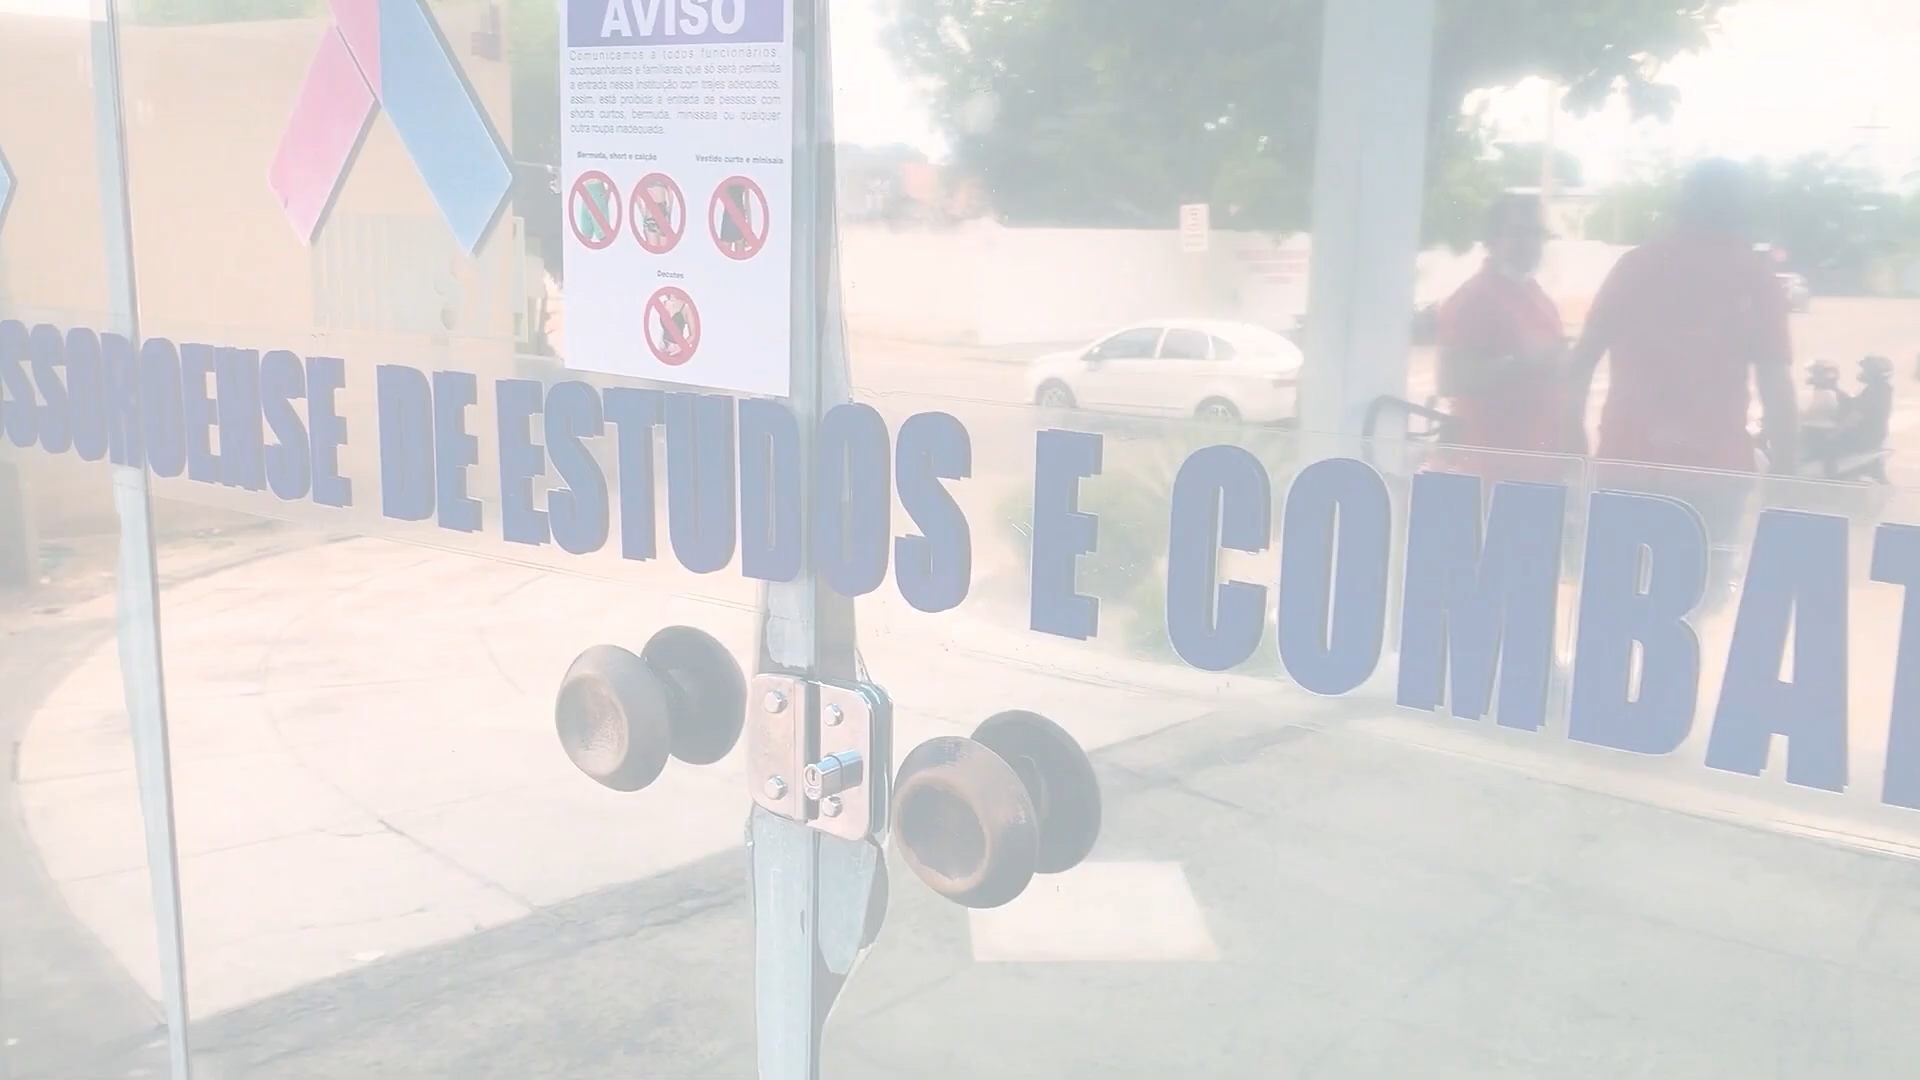 AVISO
Comunicamos a todos funcionários,
acompanhantes e familiares que só será permitida
a entrada nessa instituição com trajes adequados,
assim, está proibida a entrada de pessoas com
shorts curtos, bermuda, minissaia ou qualquer
outra roupa inadequada.
Bermuda, short e calção
Vestido curto e minisaia
Decotes
SSOROENSE DE ESTUDOS E COMBAT